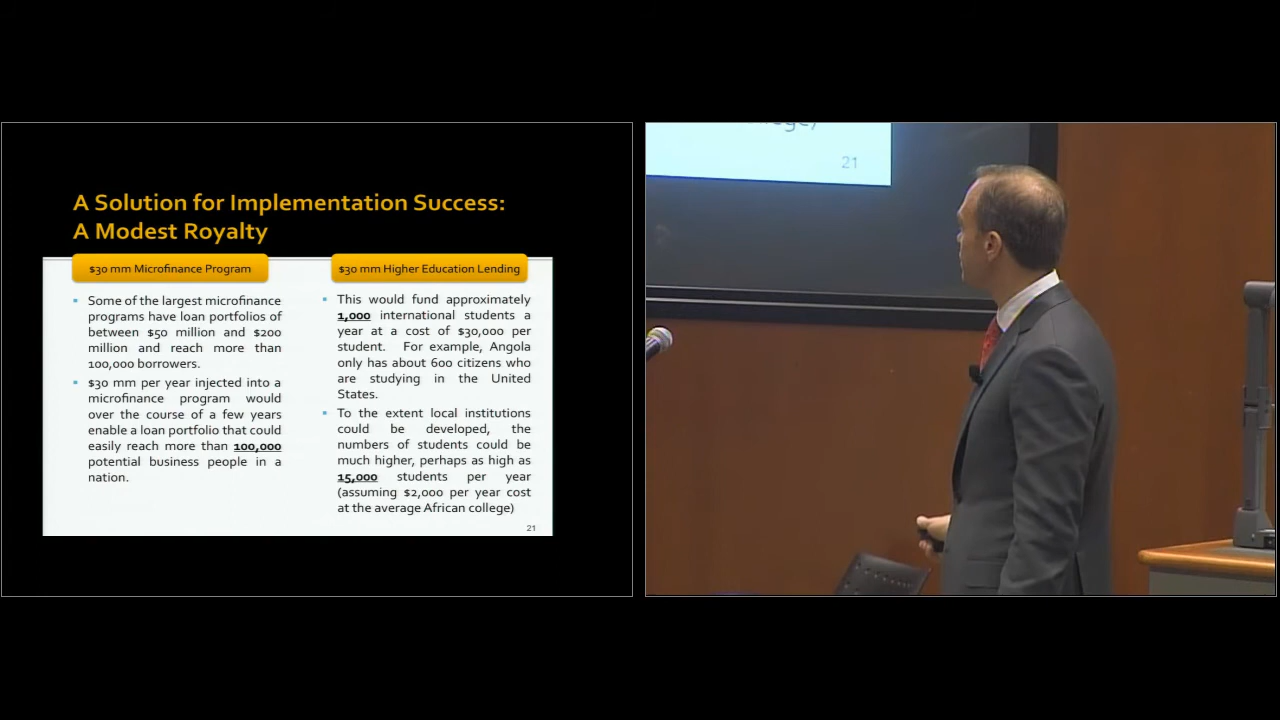 A Solution for Implementation Success:
A Modest Royalty
$30 mm Microfinance Program
▪ Some of the largest microfinance
programs have loan portfolios of
between $50 million and $200
million and reach more than
100,000 borrowers.
▪ $30 mm per year injected into a
microfinance program would
over the course of a few years
enable a loan portfolio that could
easily reach more than 100,000
potential business people in a
nation.
$30 mm Higher Education Lending
▪ This would fund approximately
1,000 international students a
year at a cost of $30,000 per
student. For example, Angola
only has about 600 citizens who
are studying in the United
States.
▪ To the extent local institutions
could be developed, the
numbers of students could be
much higher, perhaps as high as
15,000 students per year
(assuming $2,000 per year cost
at the average African college)
21
21